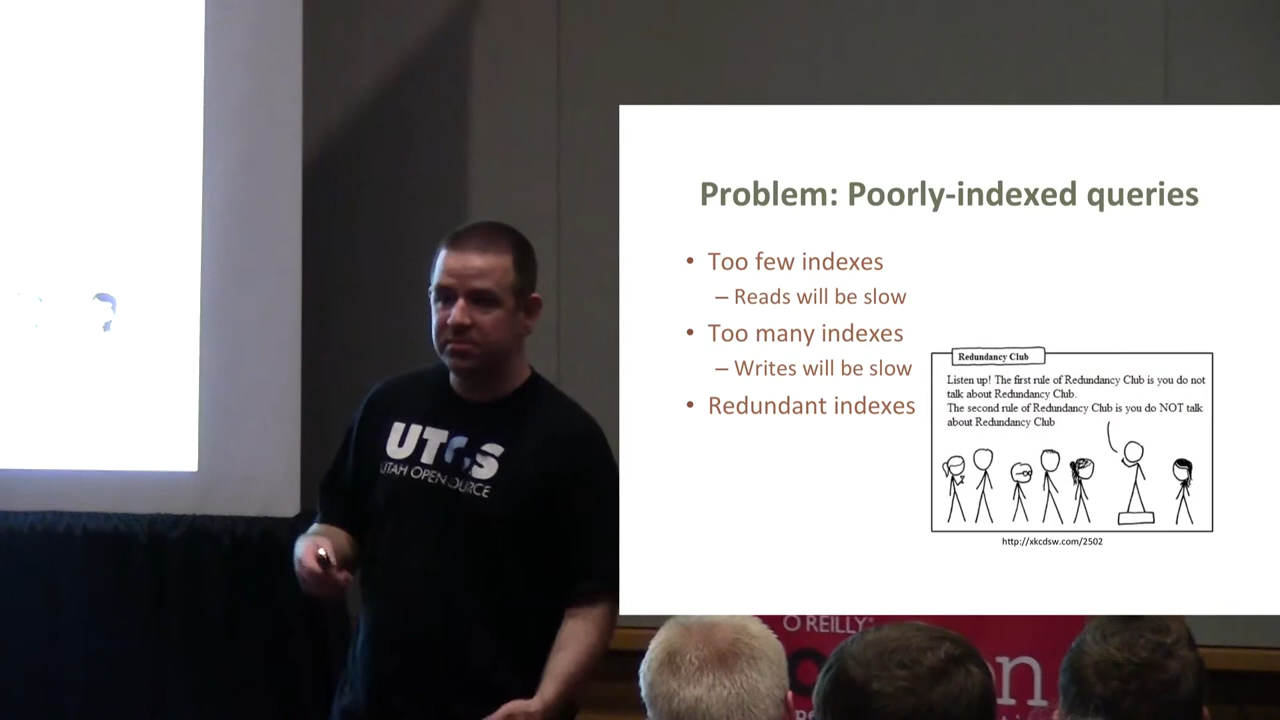 Problem: Poorly-indexed queries
• Too few indexes
– Reads will be slow
• Too many indexes
– Writes will be slow
• Redundant indexes
Redundancy Club
Listen up! The first rule of Redundancy Club is you do not
talk about Redundancy Club.
The second rule of Redundancy Club is you do NOT talk
about Redundancy Club
http://xkcdsw.com/2502
UTOS
UTAH OPEN SOURCE
O'REILLY®